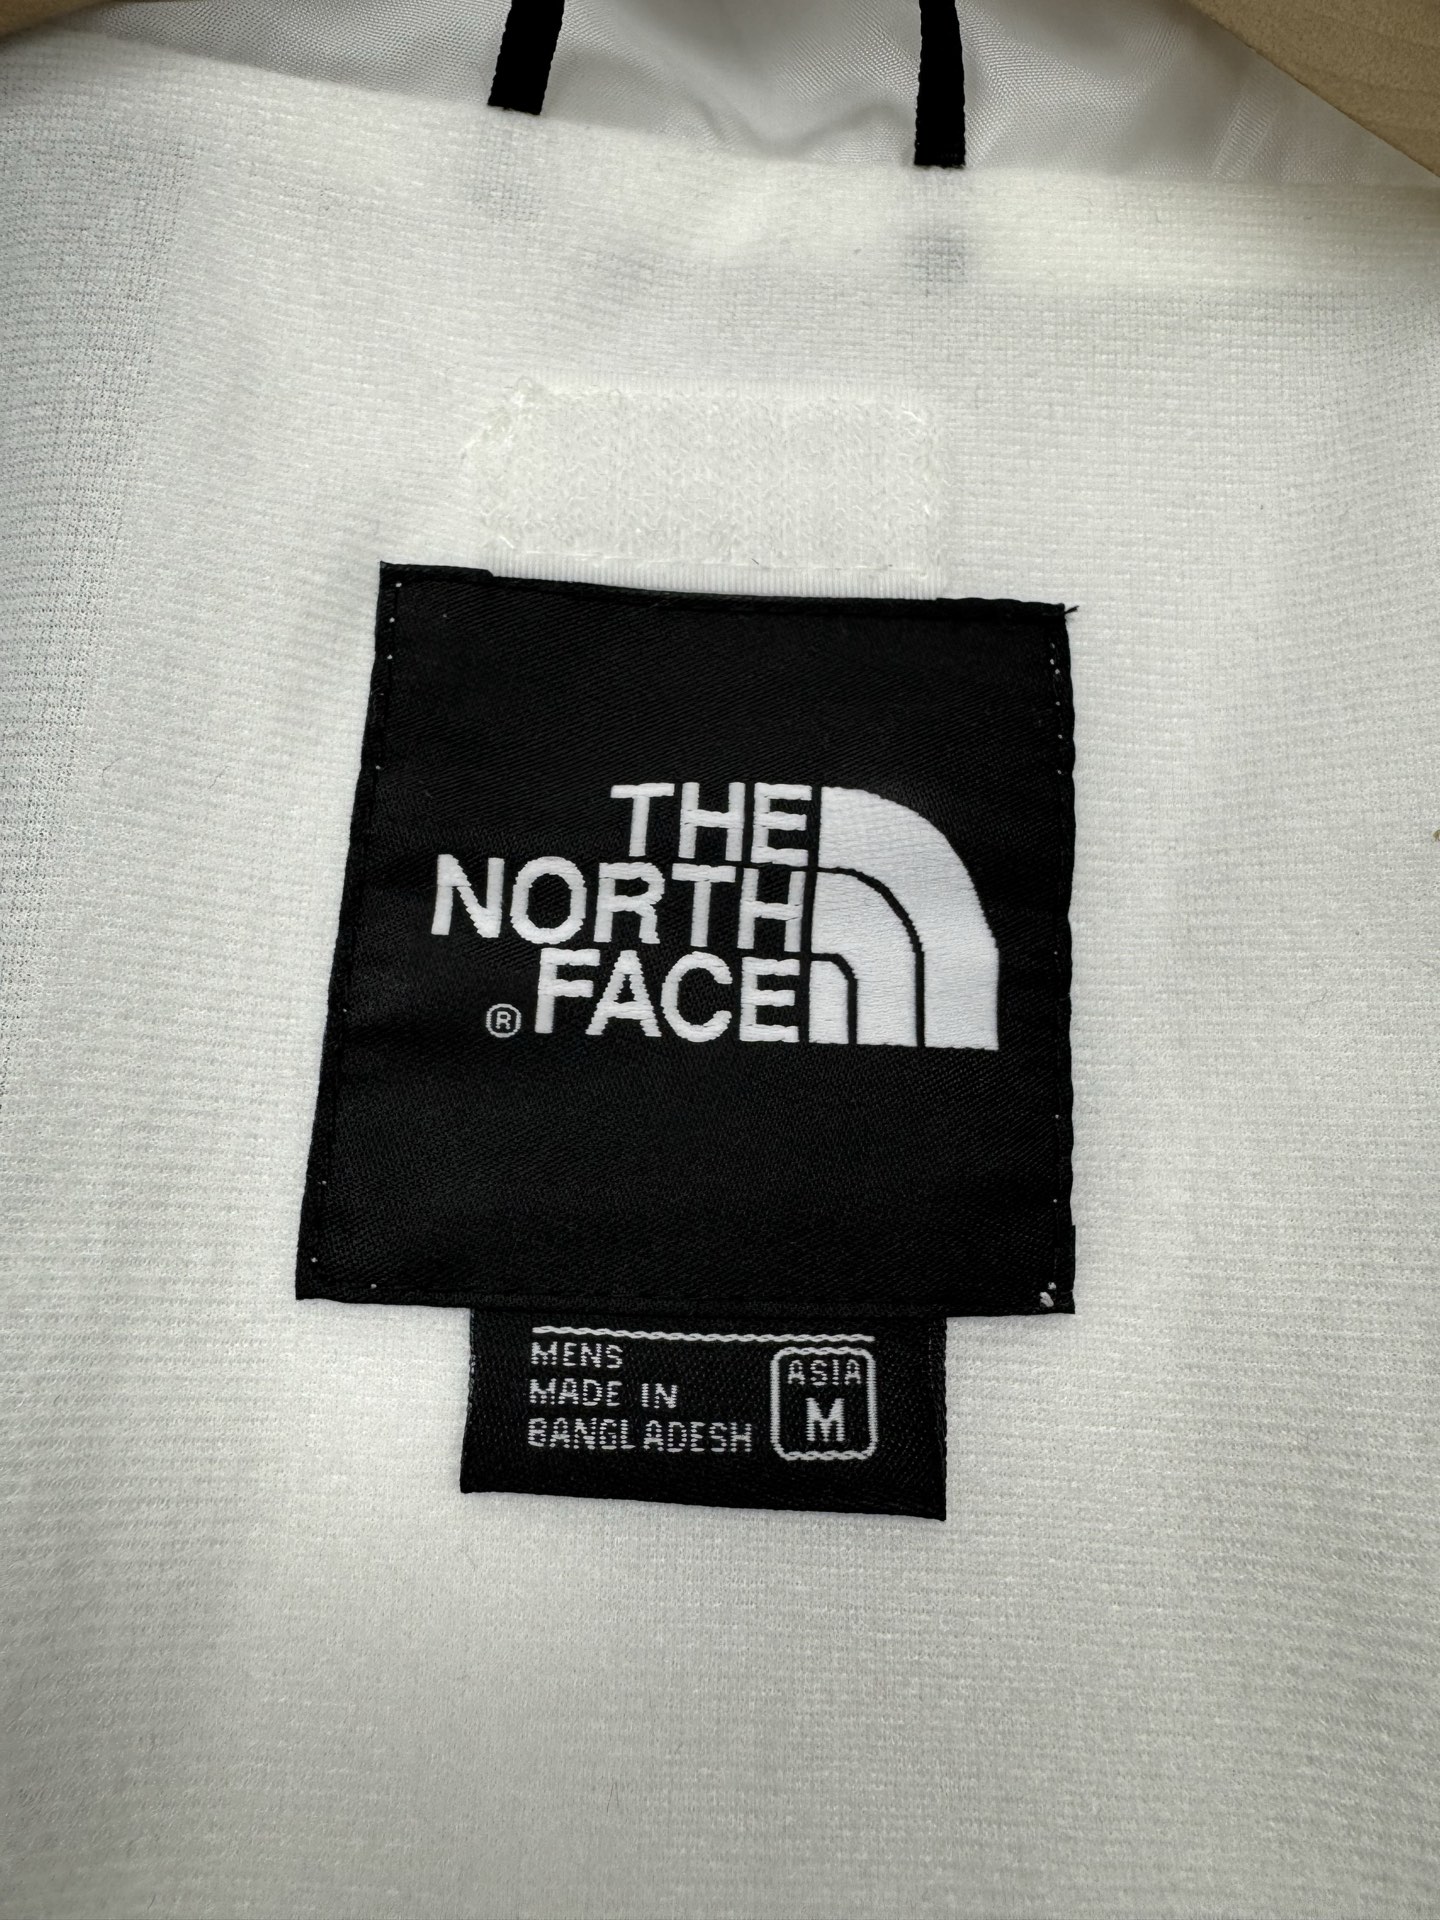 THE
NORTH
® FACE
MENS
MADE IN
BANGLADESH
ASIA
M